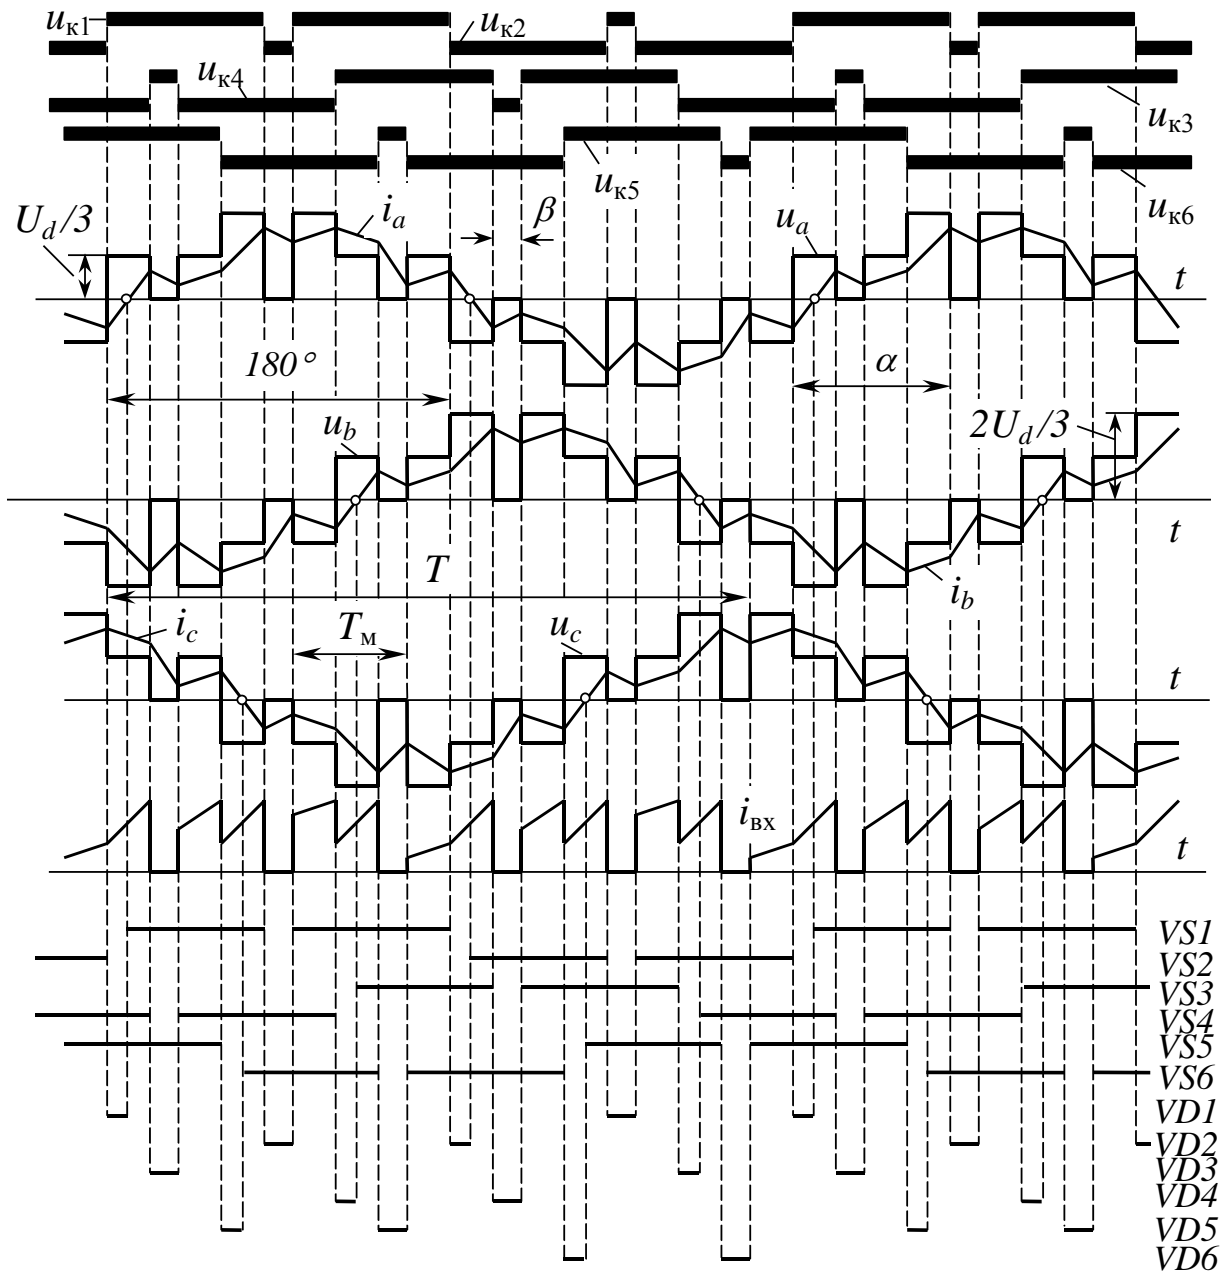 uк1
uк2
uк4
uк3
uк5
uк6
Ud/3
ia
β
ua
t
180°
α
ub
2Ud/3
t
T
ib
ic
Tм
uc
t
iвх
t
VS1
VS2
VS3
VS4
VS5
VS6
VD1
VD2
VD3
VD4
VD5
VD6